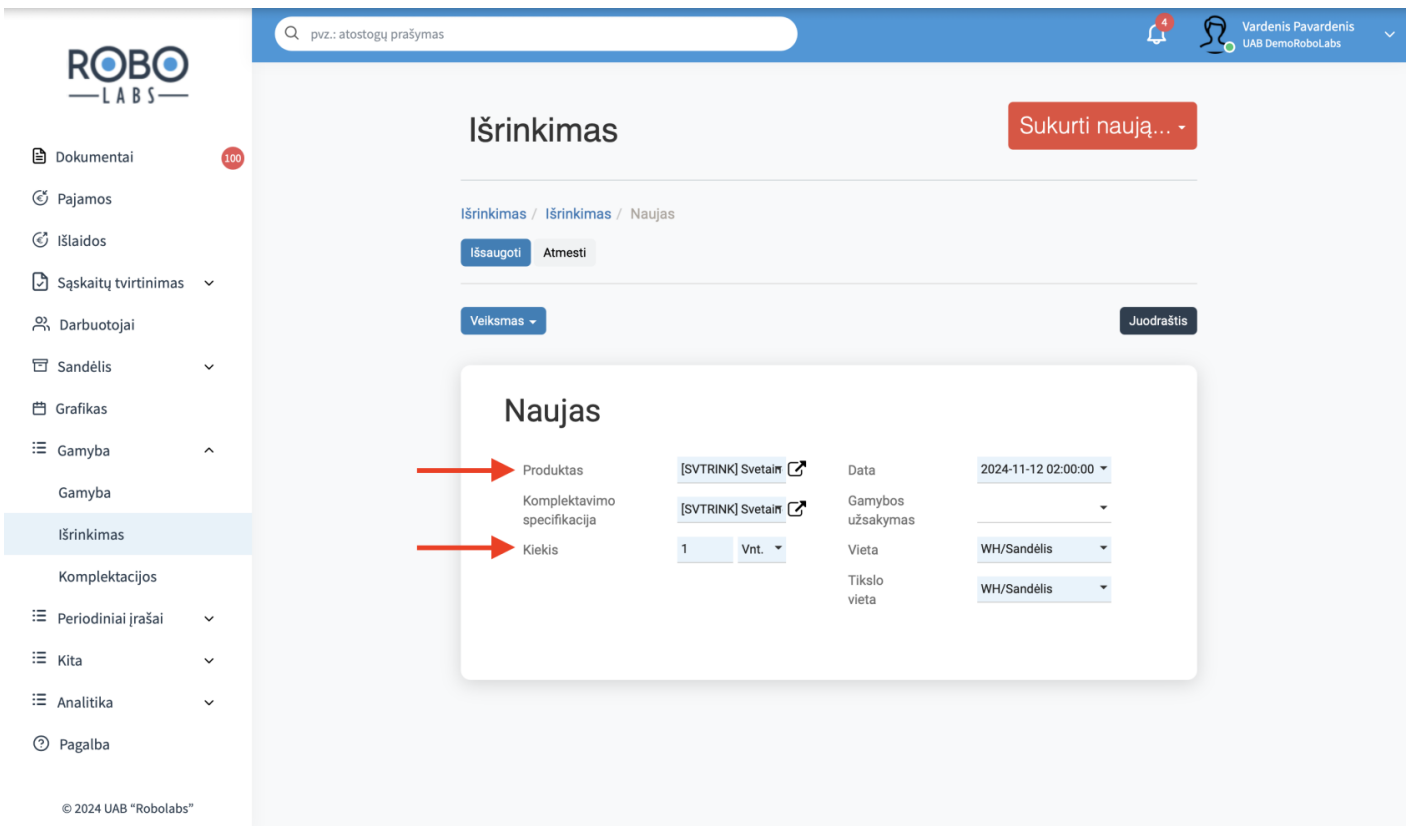 pvz.: atostogų prašymas
4
Vardenis Pavardenis
UAB DemoRoboLabs
ROBO
LABS
Dokumentai 100
Pajamos
Išlaidos
Sąskaitų tvirtinimas
Darbuotojai
Sandėlis
Grafikas
Gamyba
Gamyba
Išrinkimas
Komplektacijos
Periodiniai įrašai
Kita
Analitika
Pagalba
© 2024 UAB “Robolabs”
Išrinkimas
Sukurti naują...
Išrinkimas / Išrinkimas / Naujas
Išsaugoti Atmesti
Veiksmas
Juodraštis
Naujas
Produktas [SVTRINK] Svetain
Komplektavimo
specifikacija
[SVTRINK] Svetain
Kiekis 1 Vnt.
Data 2024-11-12 02:00:00
Gamybos
užsakymas
Vieta WH/Sandėlis
Tikslo
vieta
WH/Sandėlis